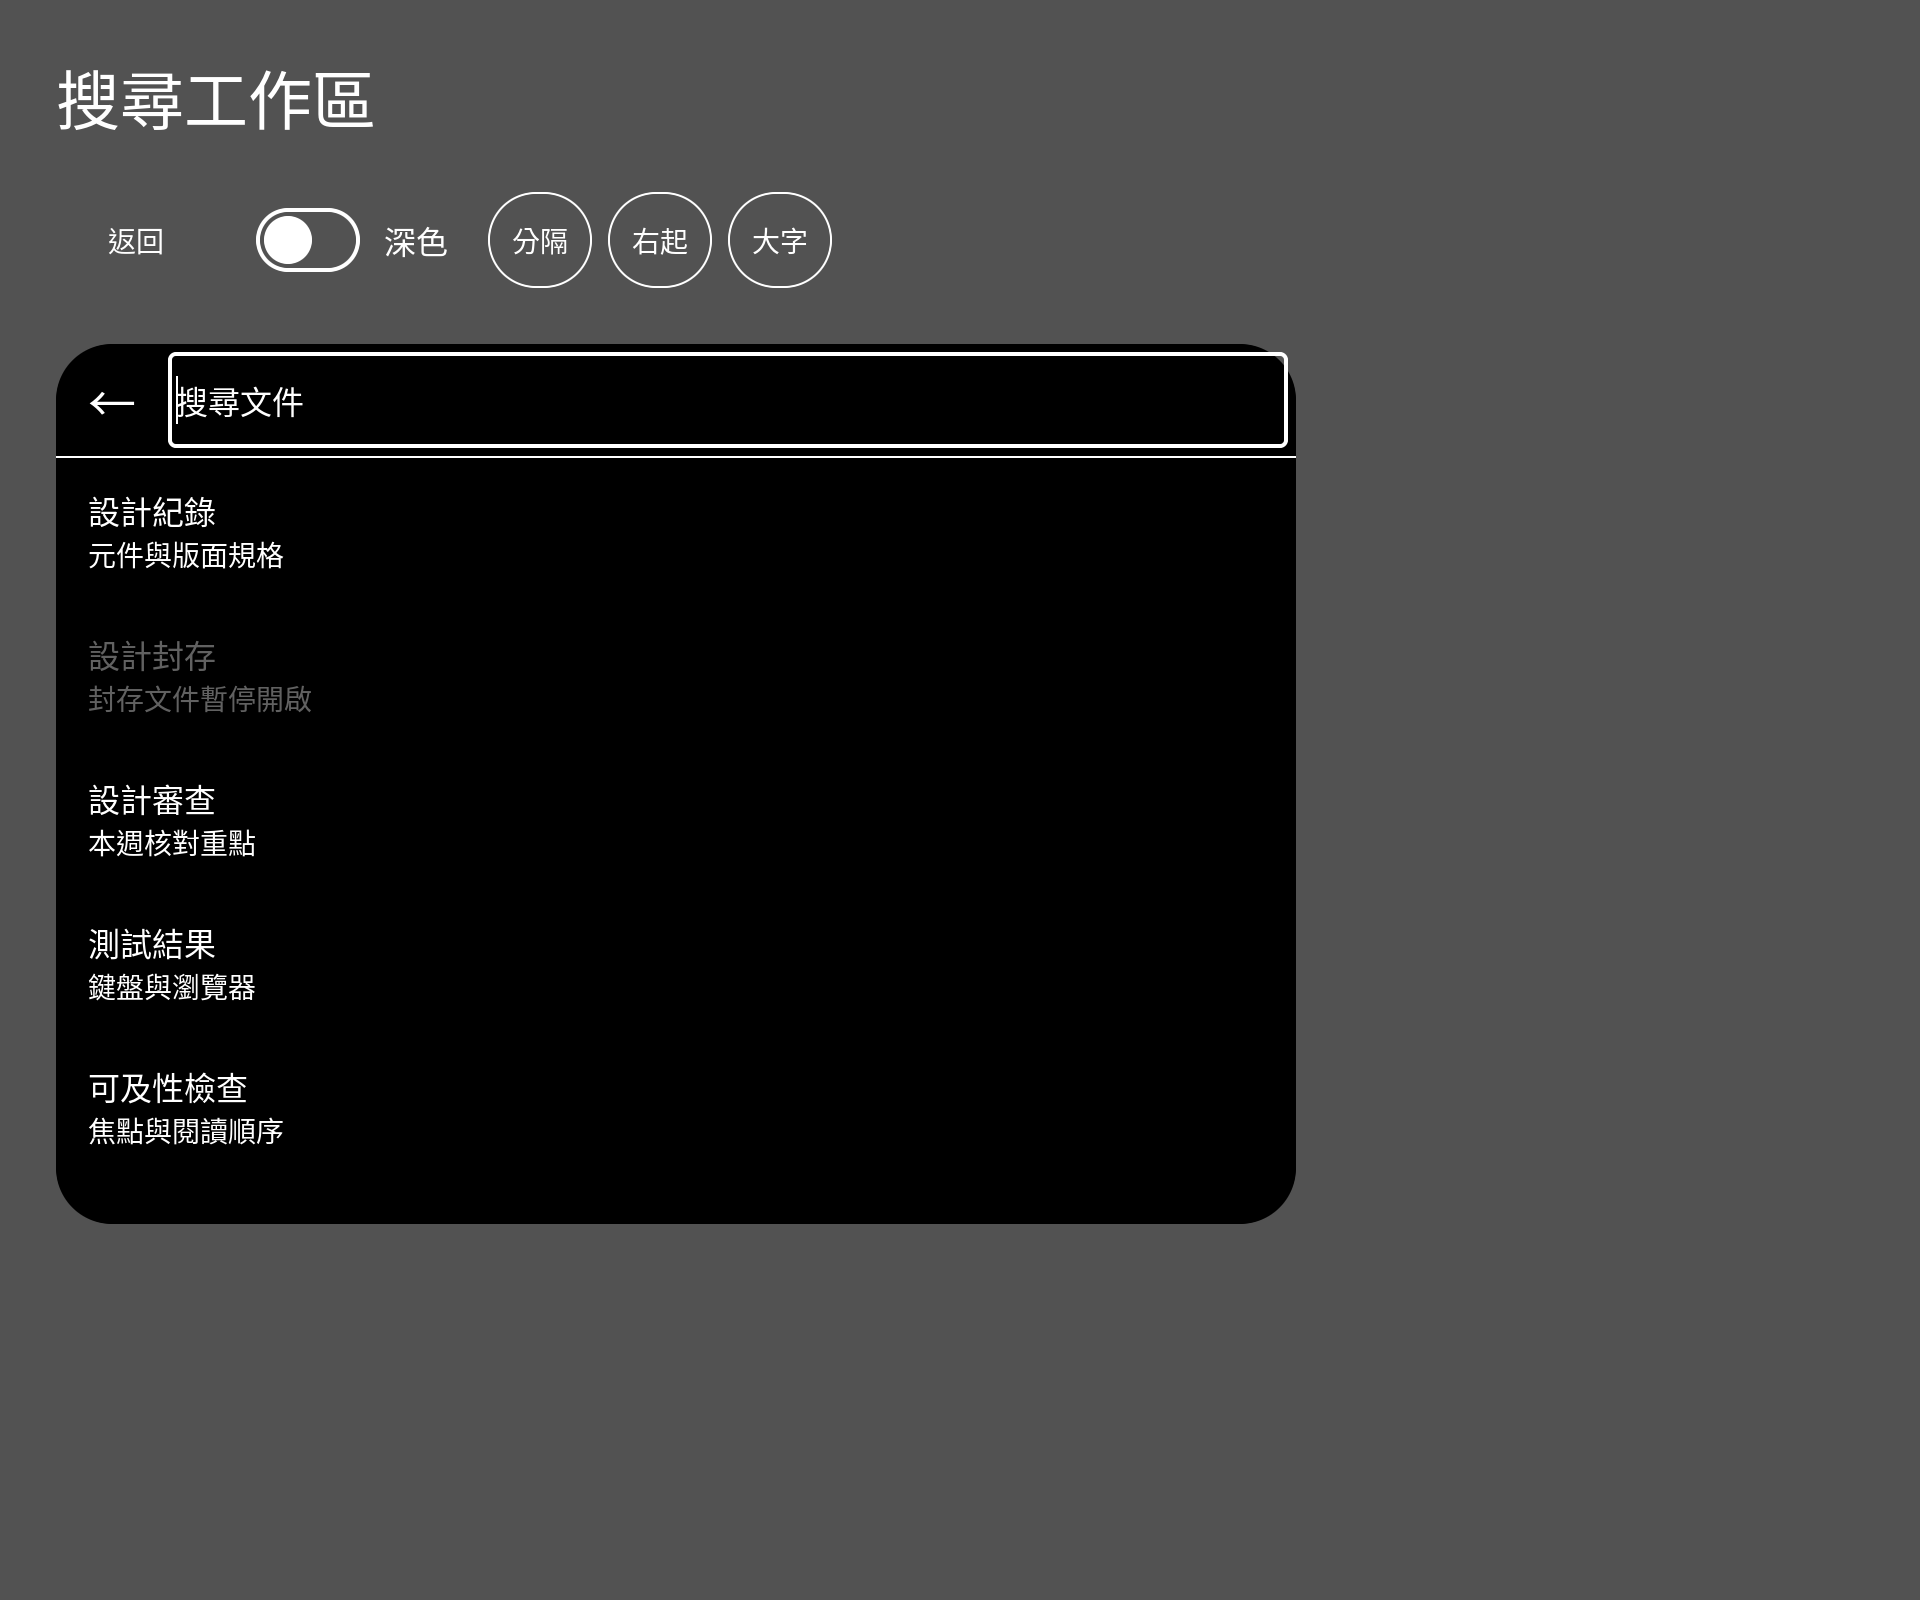 搜尋工作區
返回 深色 分隔 右起 大字
搜尋文件
設計紀錄
元件與版面規格
設計封存
封存文件暫停開啟
設計審查
本週核對重點
測試結果
鍵盤與瀏覽器
可及性檢查
焦點與閱讀順序